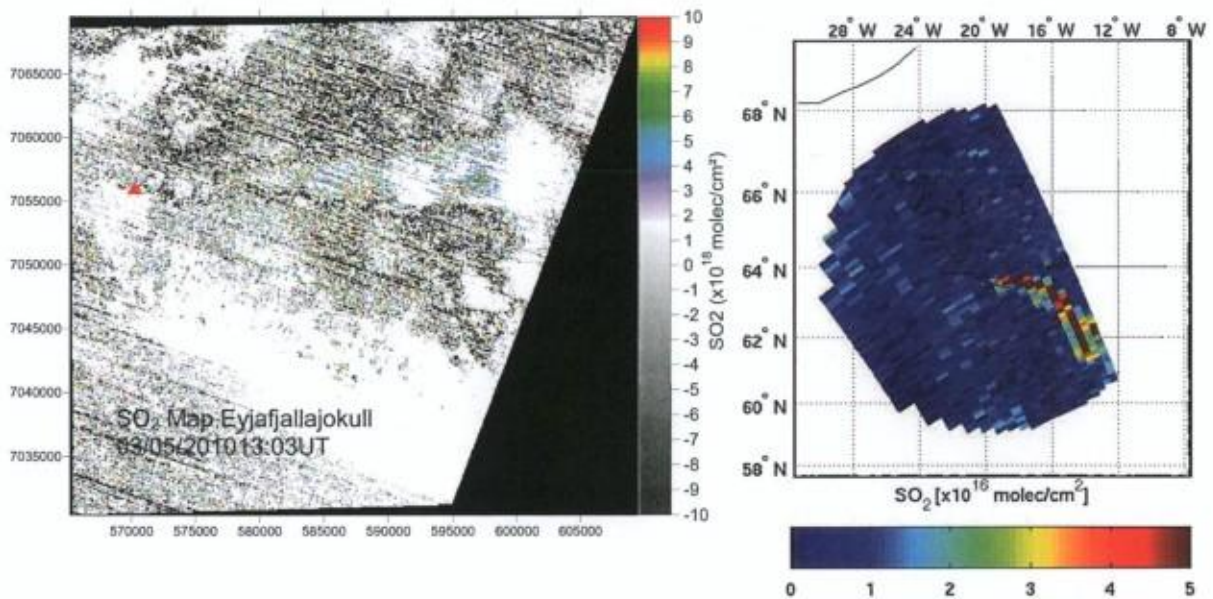 7065000
7060000
7055000
7050000
7045000
7040000
7035000
570000 575000 580000 585000 590000 595000 600000 605000
SO2 Map Eyjafjallajokull
03/05/201013:03UT
10
9
8
7
6
5
4
3
2
1
0
-1
-2
-3
-4
-5
-6
-7
-8
-9
-10
SO2 (x10^18 molec/cm²)
28° W 24° W 20° W 16° W 12° W 8° W
68° N
66° N
64° N
62° N
60° N
58° N
SO2 [x10^16 molec/cm^2]
0 1 2 3 4 5